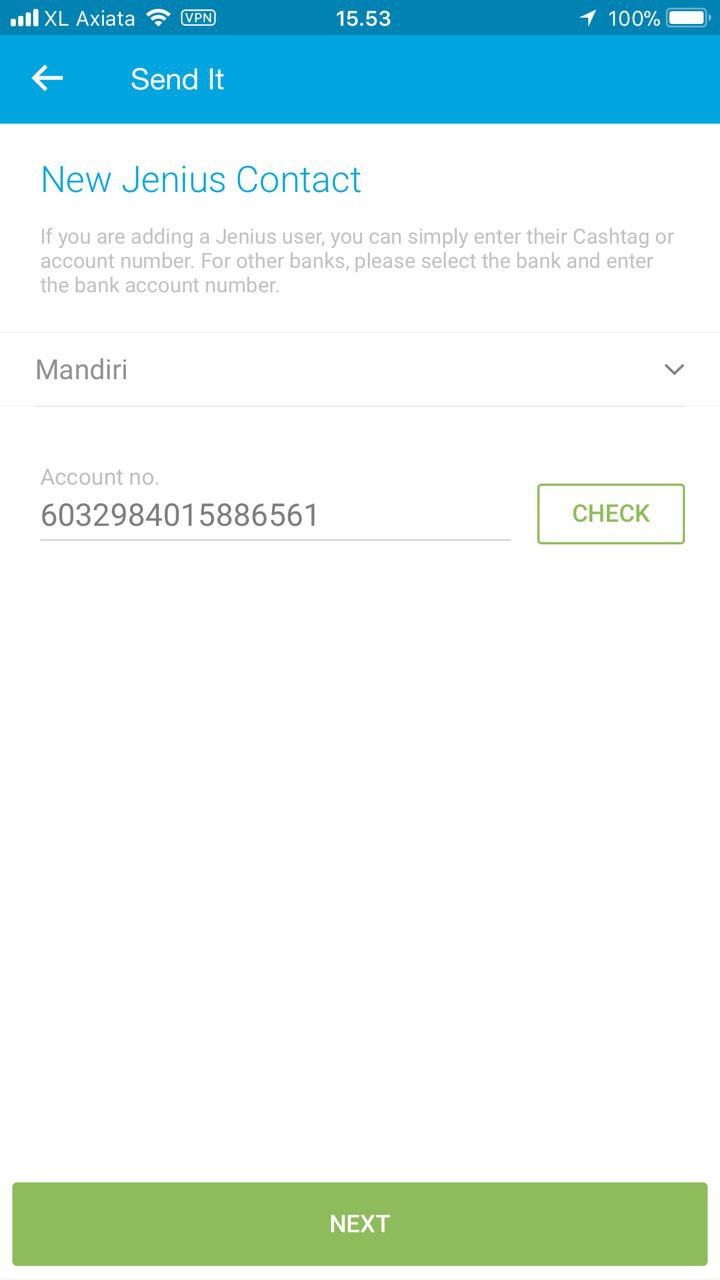 XL Axiata VPN 15.53 100%
Send It
New Jenius Contact
If you are adding a Jenius user, you can simply enter their Cashtag or
account number. For other banks, please select the bank and enter
the bank account number.
Mandiri
Account no.
6032984015886561
CHECK
NEXT